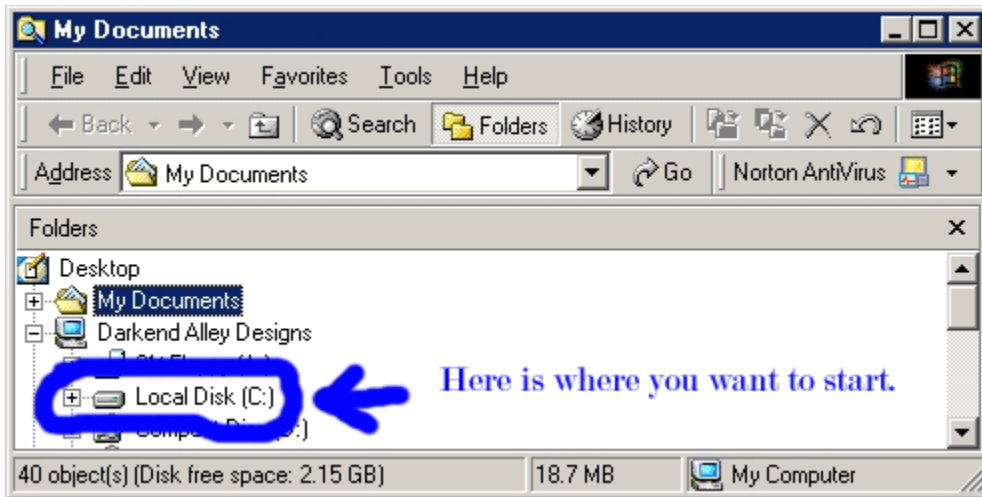 My Documents
File Edit View Favorites Tools Help
Back Search Folders History
Address My Documents Go Norton AntiVirus
Folders
Desktop
My Documents
Darkend Alley Designs
Local Disk (C:)
Here is where you want to start.
40 object(s) (Disk free space: 2.15 GB) 18.7 MB My Computer